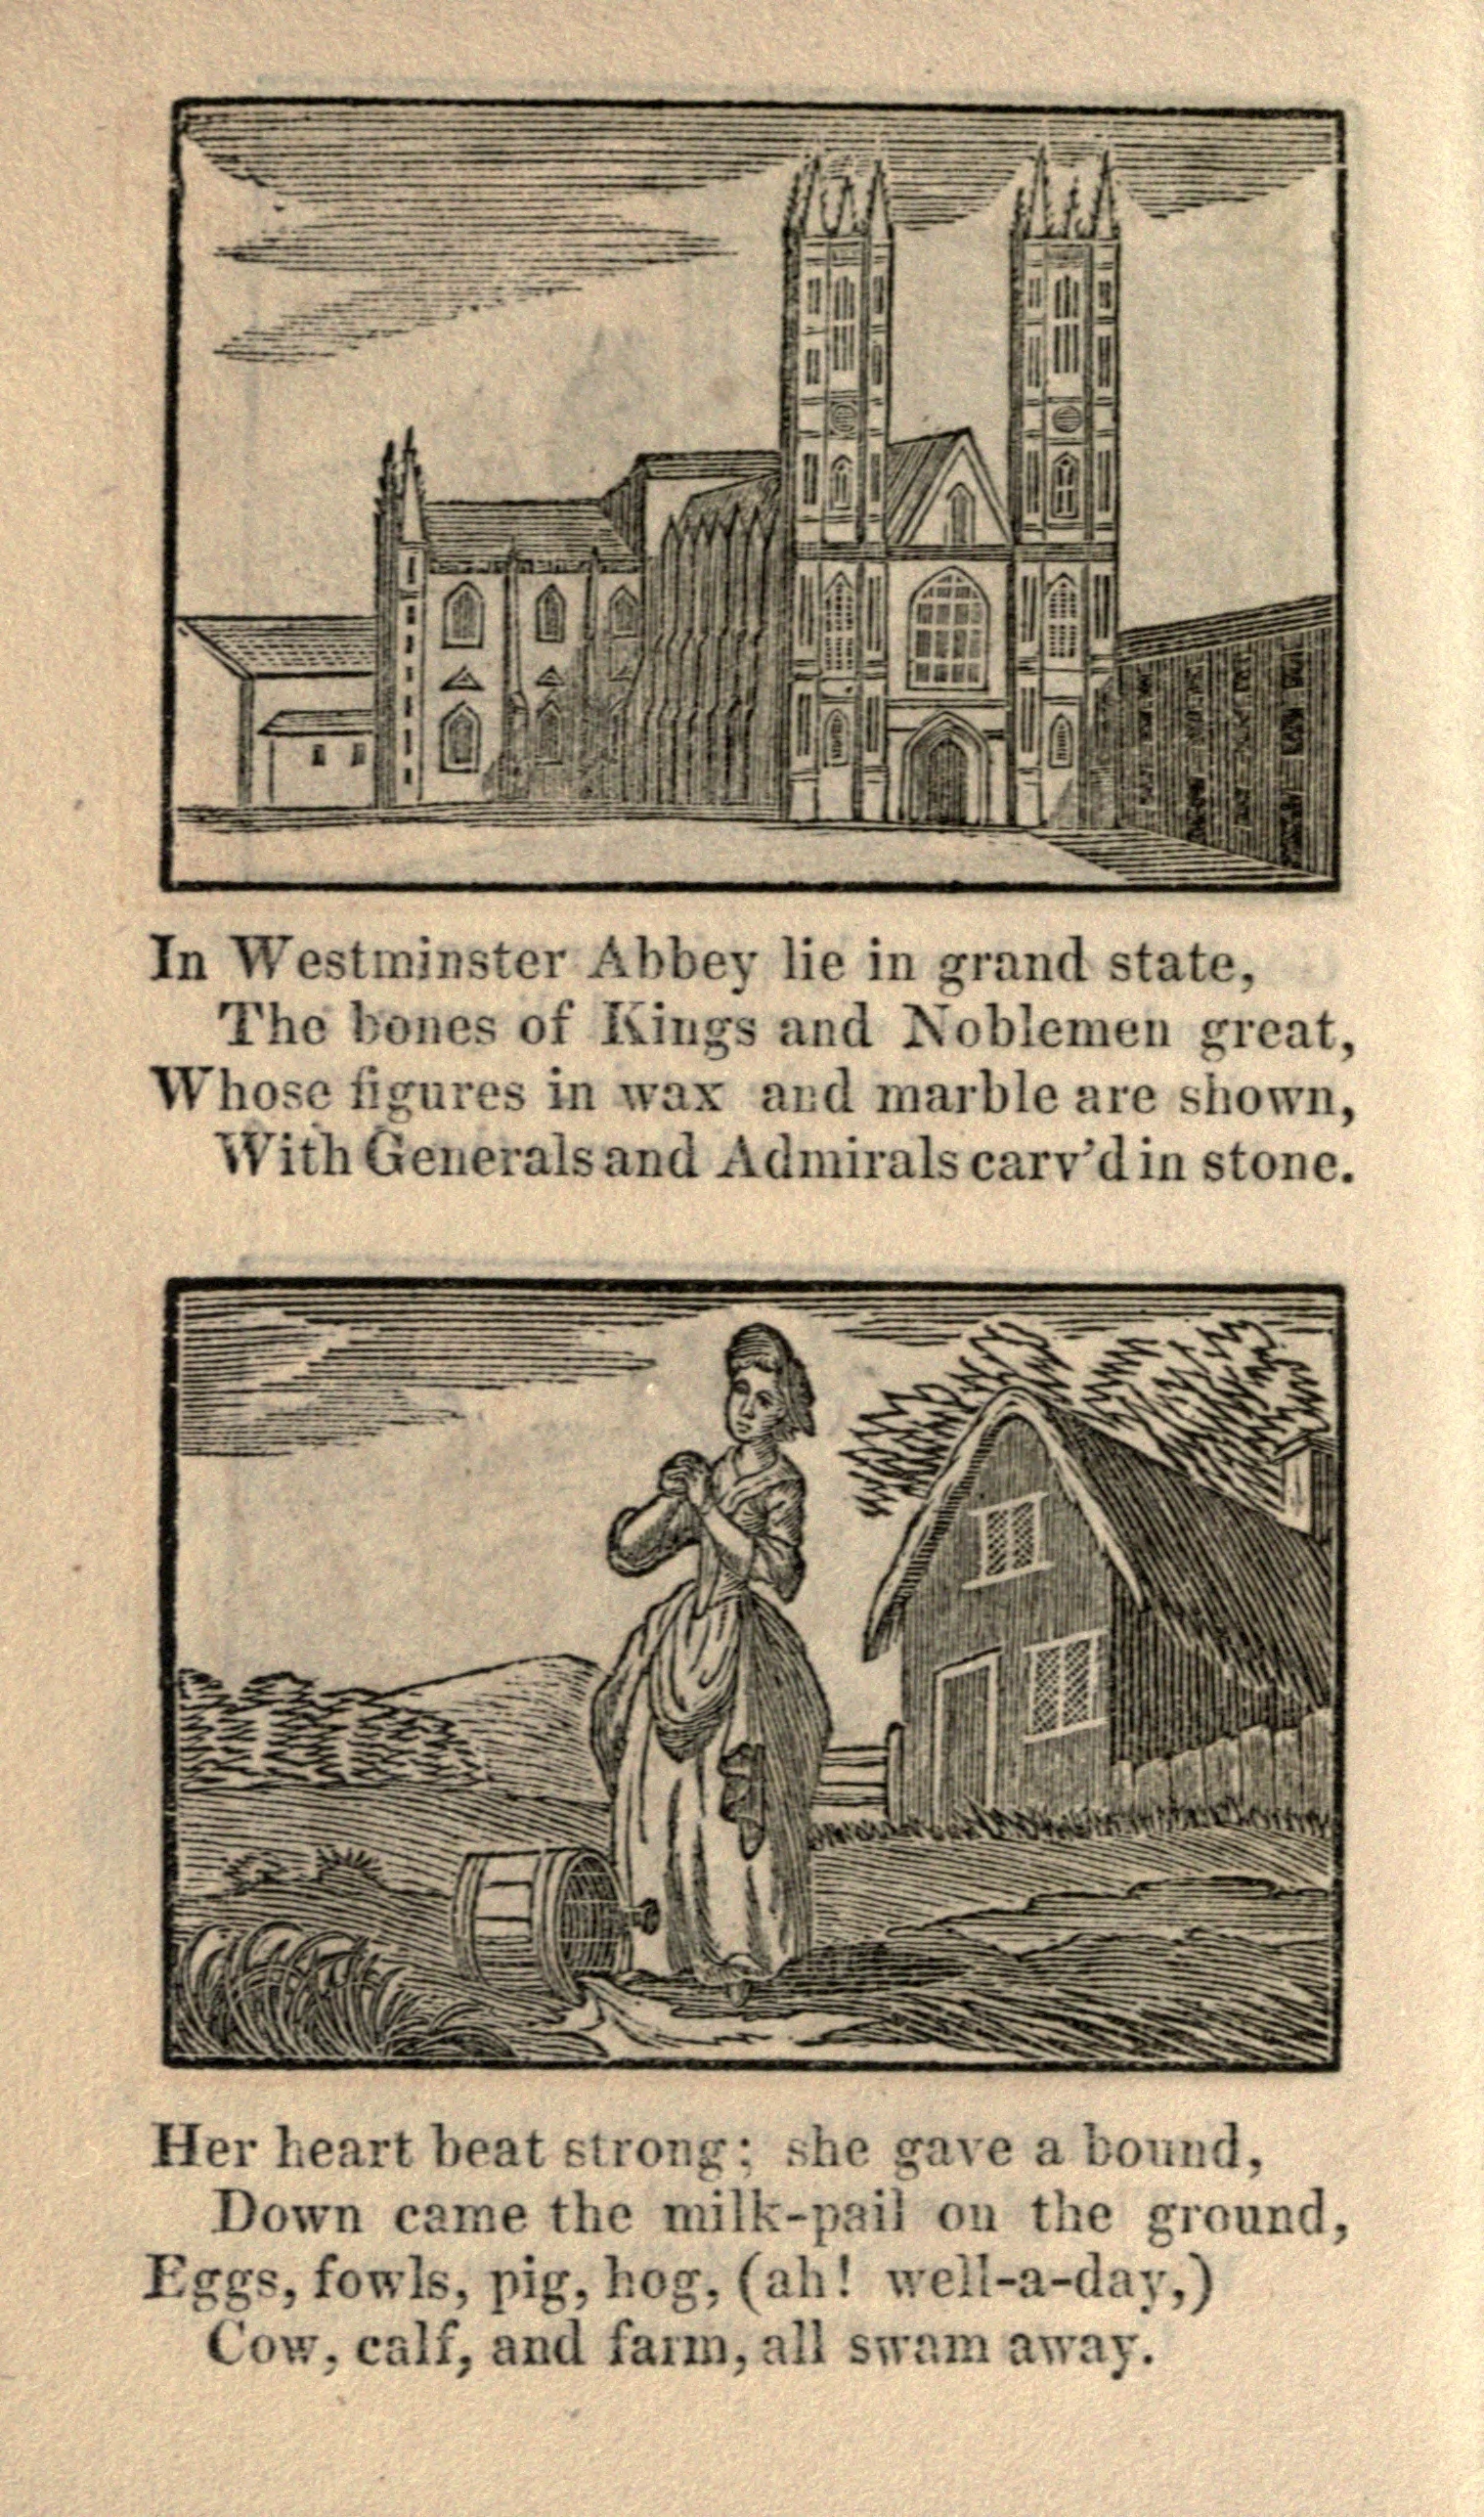 In Westminster Abbey lie in grand state,
The bones of Kings and Noblemen great,
Whose figures in wax and marble are shown,
With Generals and Admirals carv'd in stone.
Her heart beat strong; she gave a bound,
Down came the milk-pail on the ground,
Eggs, fowls, pig, hog, (ah! well-a-day,)
Cow, calf, and farm, all swam away.